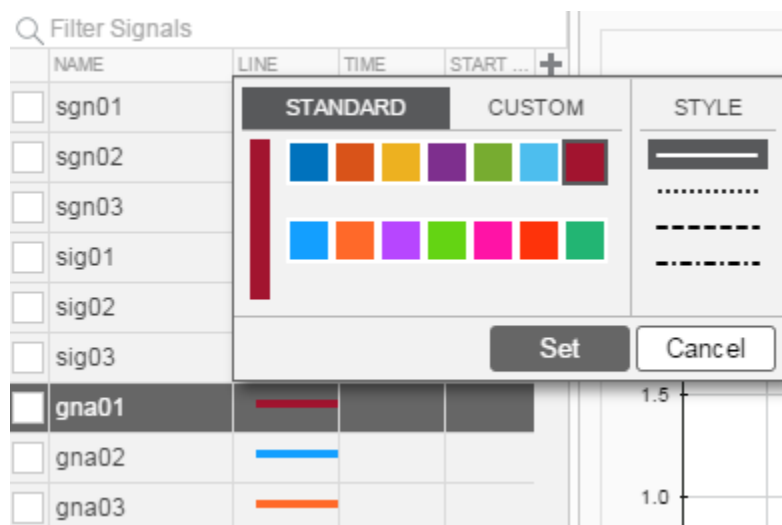 Filter Signals
NAME LINE TIME START ...
sgn01
sgn02
sgn03
sig01
sig02
sig03
gna01
gna02
gna03
STANDARD CUSTOM STYLE
Set Cancel
1.5
1.0